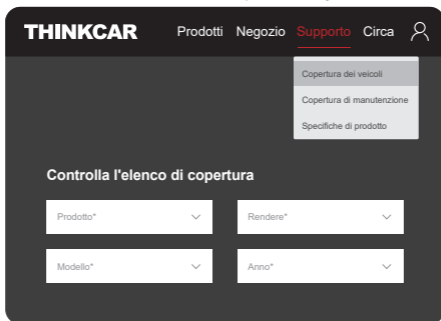 THINKCAR Prodotti Negozio Supporto Circa
Copertura dei veicoli
Copertura di manutenzione
Specifiche di prodotto
Controlla l'elenco di copertura
Prodotto* Rendere*
Modello* Anno*